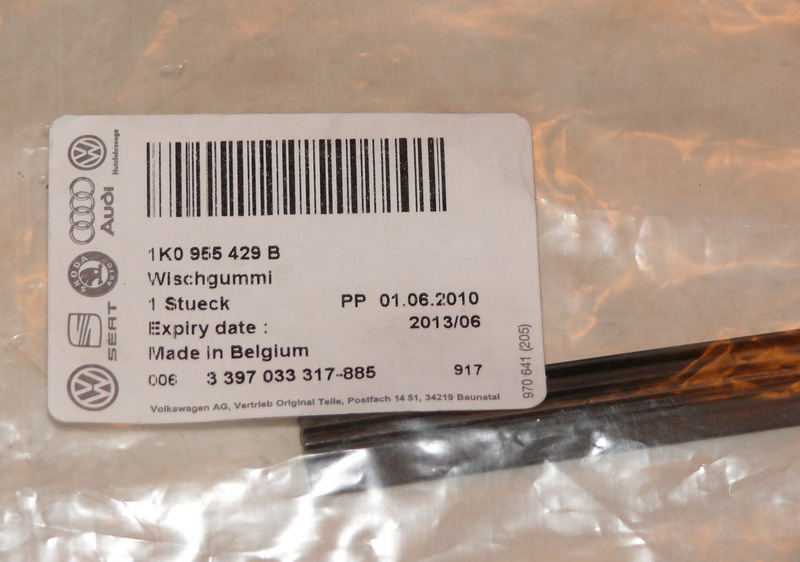 1K0 955 429 B
Wischgummi
1 Stueck PP 01.06.2010
Expiry date : 2013/06
Made in Belgium
006 3 397 033 317-885 917
Volkswagen AG, Vertrieb Original Teile, Postfach 14 51, 34219 Baunatal
970 641 (205)
Nutzfahrzeuge
Audi
SKODA
SEAT